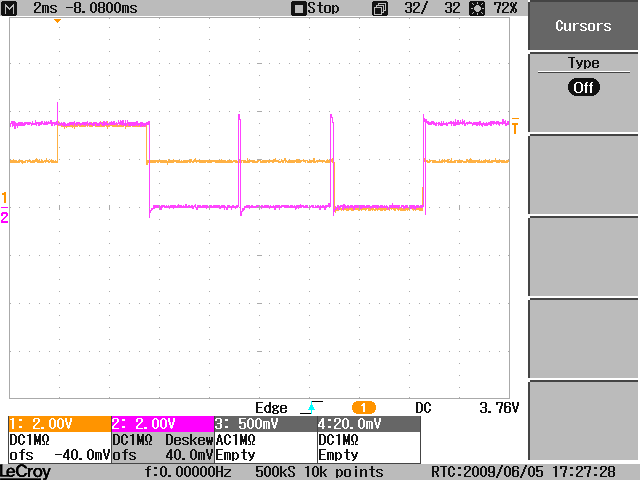 M 2ms -8.0800ms Stop 32/ 32 72%
Cursors
Type
Off
T
1
2
Edge 1 DC 3.76V
1: 2.00V 2: 2.00V 3: 500mV 4:20.0mV
DC1MΩ DC1MΩ Deskew AC1MΩ DC1MΩ
ofs -40.0mV ofs 40.0mV Empty Empty
LeCroy f:0.00000Hz 500kS 10k points RTC:2009/06/05 17:27:28